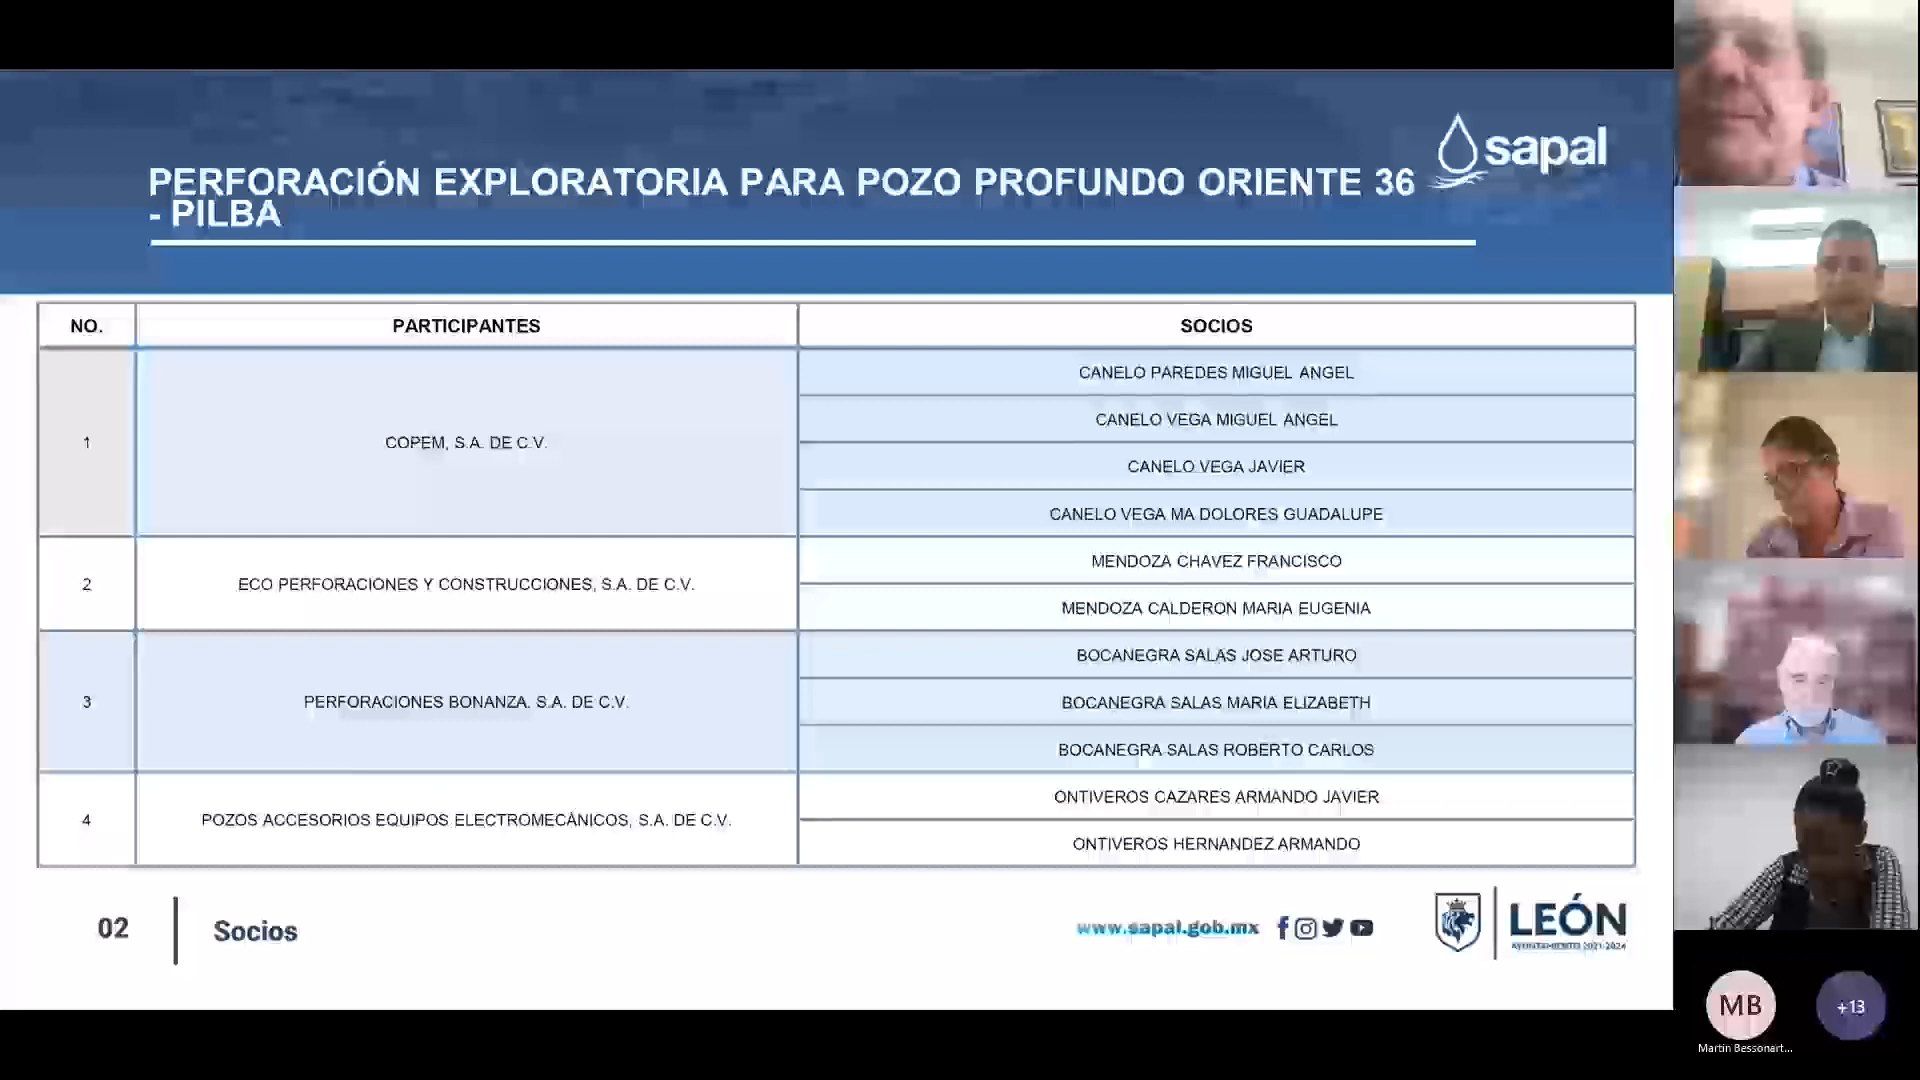 sapal
PERFORACIÓN EXPLORATORIA PARA POZO PROFUNDO ORIENTE 36
- PILBA
NO. PARTICIPANTES SOCIOS
1 COPEM, S.A. DE C.V.
CANELO PAREDES MIGUEL ANGEL
CANELO VEGA MIGUEL ANGEL
CANELO VEGA JAVIER
CANELO VEGA MA DOLORES GUADALUPE
2 ECO PERFORACIONES Y CONSTRUCCIONES, S.A. DE C.V.
MENDOZA CHAVEZ FRANCISCO
MENDOZA CALDERON MARIA EUGENIA
3 PERFORACIONES BONANZA. S.A. DE C.V.
BOCANEGRA SALAS JOSE ARTURO
BOCANEGRA SALAS MARIA ELIZABETH
BOCANEGRA SALAS ROBERTO CARLOS
4 POZOS ACCESORIOS EQUIPOS ELECTROMECÁNICOS, S.A. DE C.V.
ONTIVEROS CAZARES ARMANDO JAVIER
ONTIVEROS HERNANDEZ ARMANDO
02 Socios
www.sapal.gob.mx
LEÓN
AYUNTAMIENTO 2021-2024
MB
+13
Martin Bessonart...